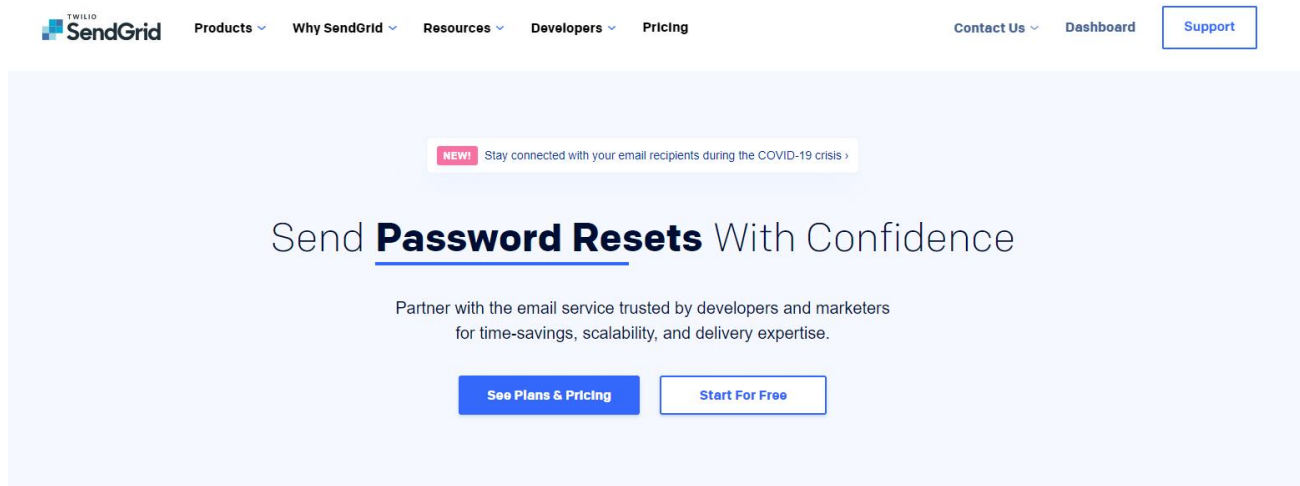 TWILIO
SendGrid
Products Why SendGrid Resources Developers Pricing Contact Us Dashboard Support
NEW! Stay connected with your email recipients during the COVID-19 crisis ›
Send Password Resets With Confidence
Partner with the email service trusted by developers and marketers
for time-savings, scalability, and delivery expertise.
See Plans & Pricing Start For Free